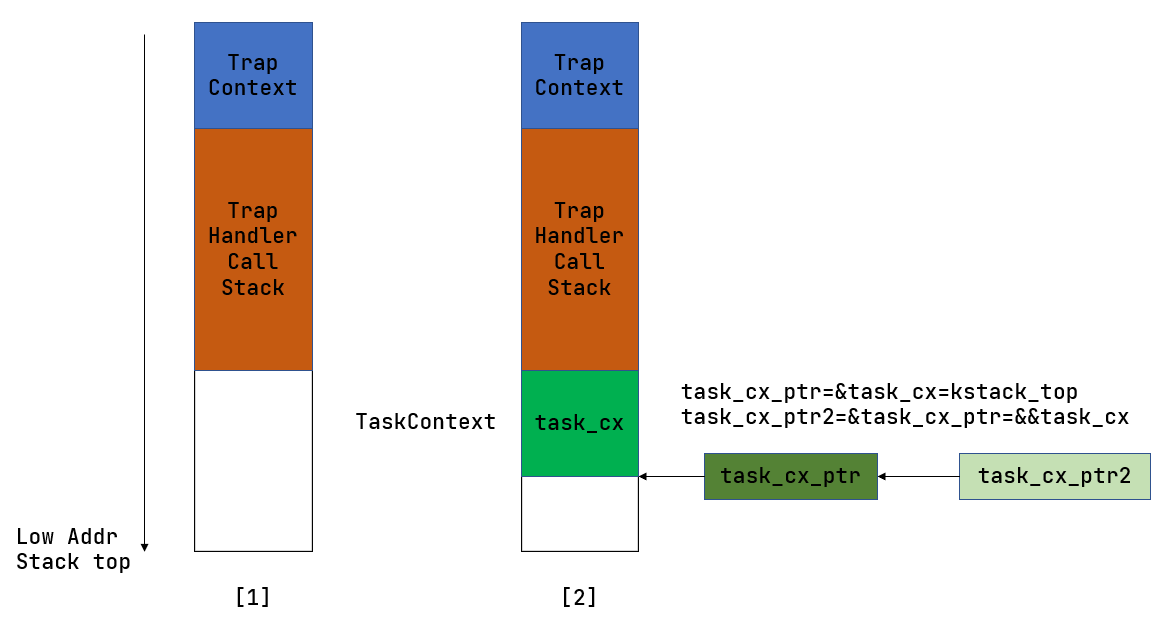 Trap
Context
Trap
Handler
Call
Stack
Low Addr
Stack top
[1]
Trap
Context
Trap
Handler
Call
Stack
TaskContext
task_cx
[2]
task_cx_ptr=&task_cx=kstack_top
task_cx_ptr2=&task_cx_ptr=&&task_cx
task_cx_ptr
task_cx_ptr2